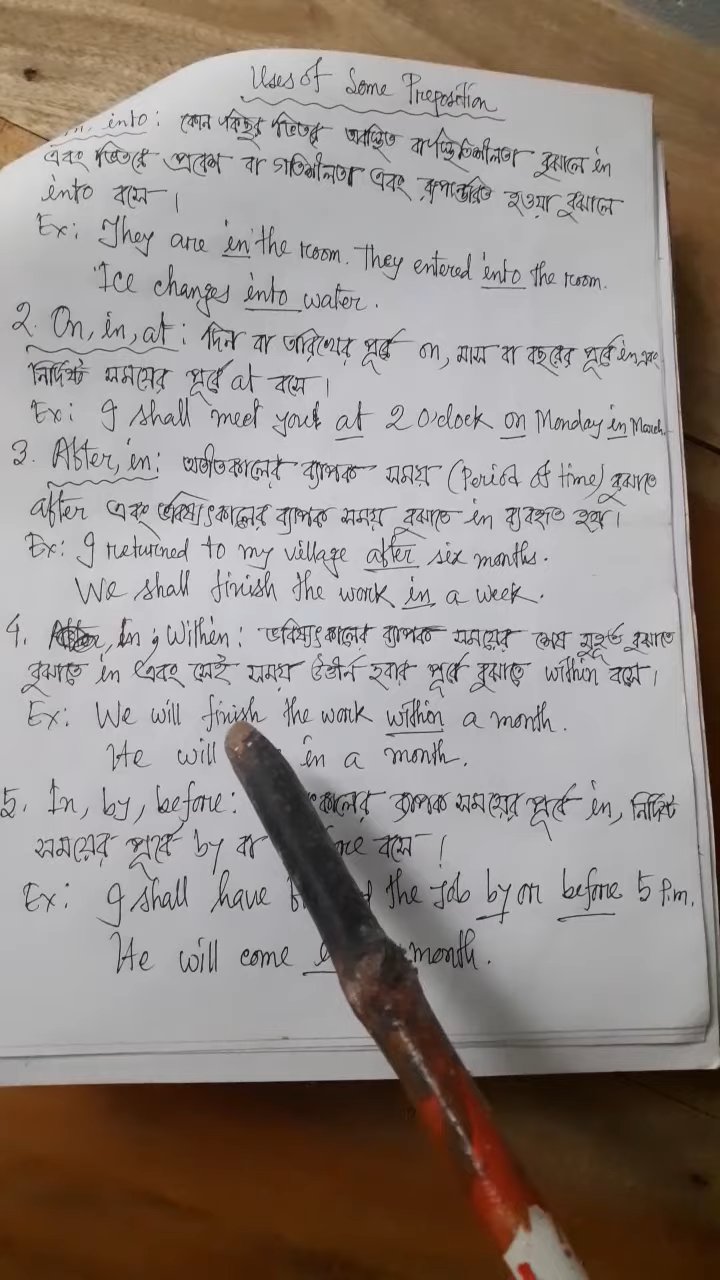 Uses of Some Preposition
in, into: কোন কিছুর ভিতরে অবস্থিত বা স্থিতিশীলতা বুঝালে in
এবং ভিতরে প্রবেশ বা গতিশীলতা এবং রূপান্তরিত হওয়া বুঝালে
into বসে।
Ex: They are in the room. They entered into the room.
Ice changes into water.
2. On, in, at: দিন বা তারিখের পূর্বে on, মাস বা বছরের পূর্বে in এবং
নির্দিষ্ট সময়ের পূর্বে at বসে।
Ex: I shall meet you at 2 O'clock on Monday in March.
3. After, in: অতীতকালের ব্যাপক সময় (Period of time) বুঝাতে
after এবং ভবিষ্যৎকালের ব্যাপক সময় বুঝাতে in ব্যবহৃত হয়।
Ex: I returned to my village after six months.
We shall finish the work in a week.
4. In, Within: ভবিষ্যৎকালের ব্যাপক সময়ের শেষ মুহূর্ত বুঝাতে
বুঝাতে in এবং সেই সময় উত্তীর্ন হবার পূর্বে বুঝাতে within বসে।
Ex: We will finish the work within a month.
He will in a month.
5. In, by, before: ব্যাপক সময়ের পূর্বে in, নির্দিষ্ট
সময়ের পূর্বে by বা বসে।
Ex: I shall have the job by or before 5 P.m.
He will come month.